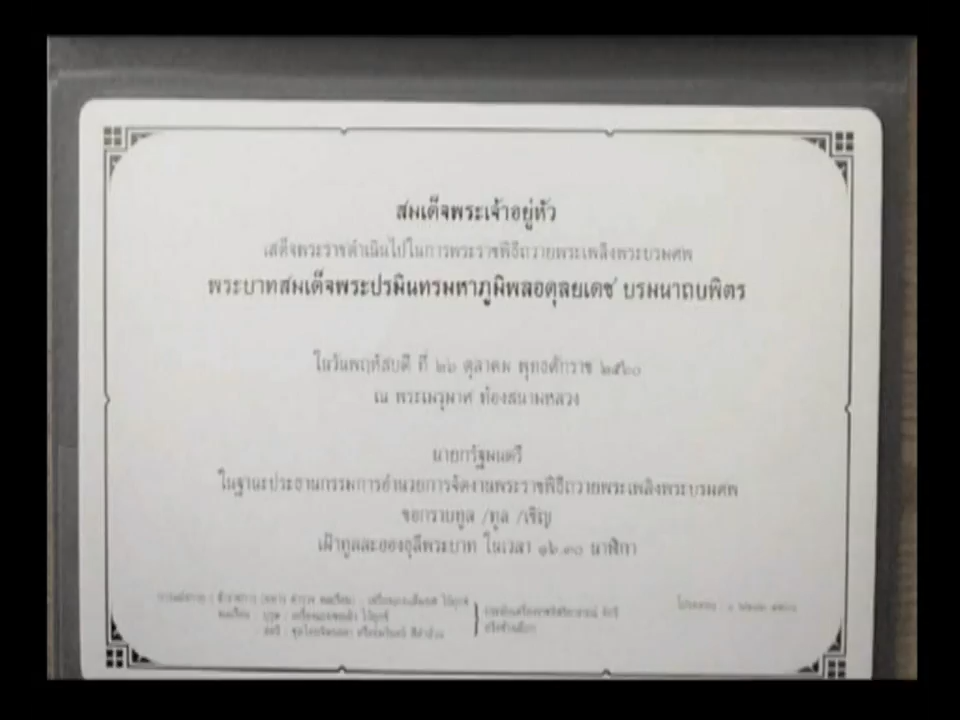 สมเด็จพระเจ้าอยู่หัว
เสด็จพระราชดำเนินไปในการพระราชพิธีถวายพระเพลิงพระบรมศพ
พระบาทสมเด็จพระปรมินทรมหาภูมิพลอดุลยเดช บรมนาถบพิตร
ในวันพฤหัสบดี ที่ ๒๖ ตุลาคม พุทธศักราช ๒๕๖๐
ณ พระเมรุมาศ ท้องสนามหลวง
นายกรัฐมนตรี
ในฐานะประธานกรรมการอำนวยการจัดงานพระราชพิธีถวายพระเพลิงพระบรมศพ
ขอกราบทูล /ทูล /เชิญ
เฝ้าทูลละอองธุลีพระบาท ในเวลา ๑๖.๓๐ นาฬิกา